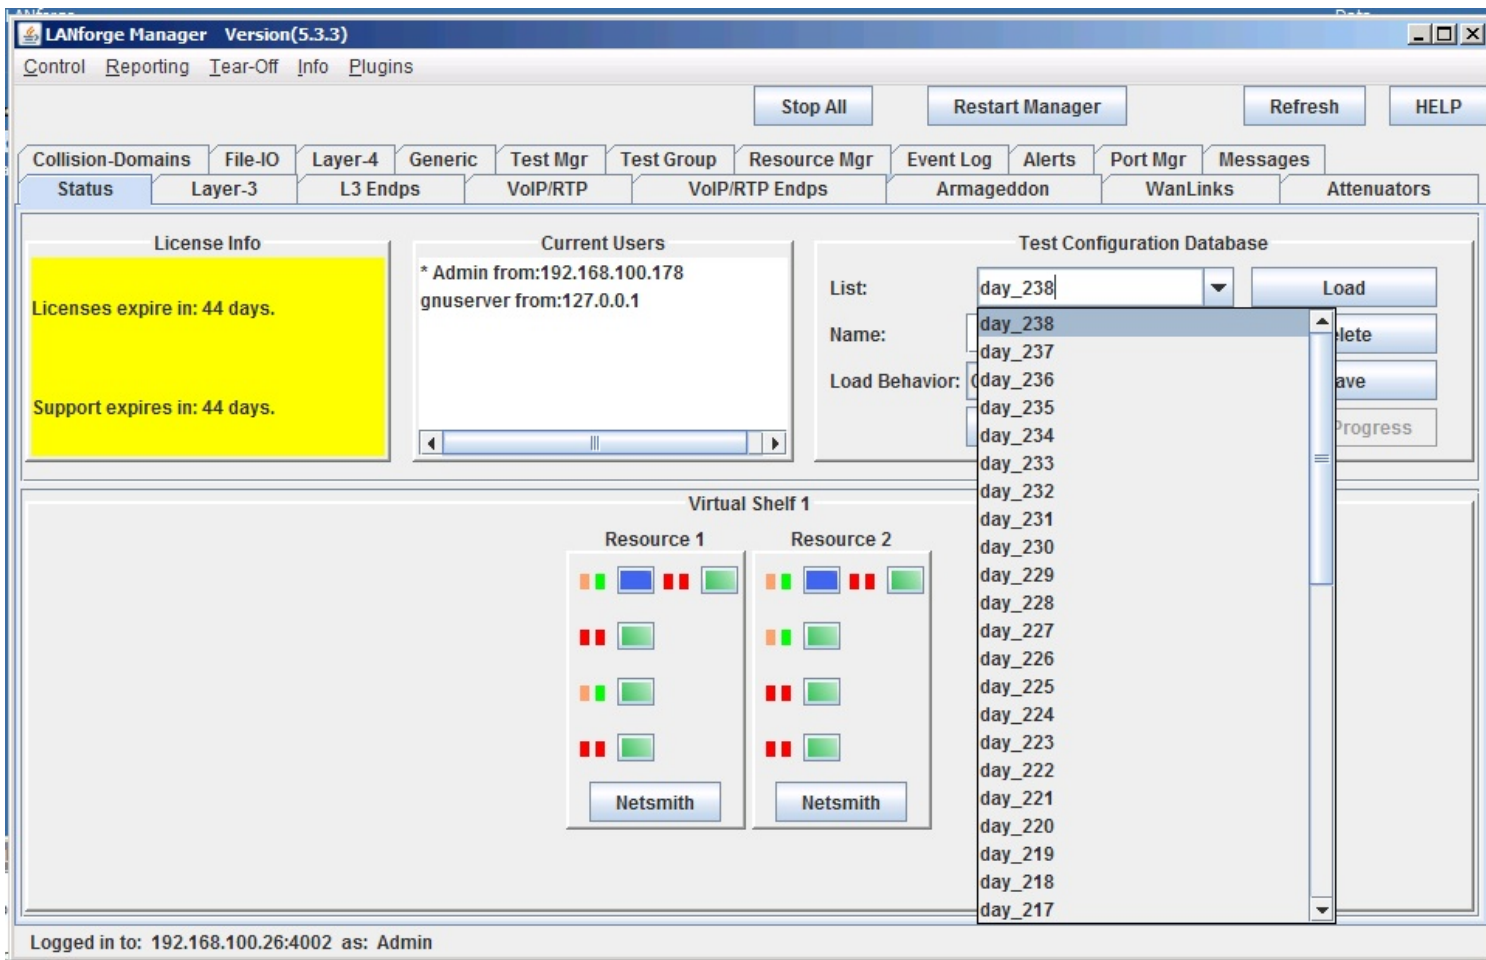 LANforge Manager Version(5.3.3)
Control Reporting Tear-Off Info Plugins
Stop All Restart Manager Refresh HELP
Collision-Domains File-IO Layer-4 Generic Test Mgr Test Group Resource Mgr Event Log Alerts Port Mgr Messages
Status Layer-3 L3 Endps VoIP/RTP VoIP/RTP Endps Armageddon WanLinks Attenuators
License Info
Licenses expire in: 44 days.
Support expires in: 44 days.
Current Users
* Admin from:192.168.100.178
gnuserver from:127.0.0.1
Test Configuration Database
List: day_238 Load
Name:
Load Behavior:
Progress
day_238
day_237
day_236
day_235
day_234
day_233
day_232
day_231
day_230
day_229
day_228
day_227
day_226
day_225
day_224
day_223
day_222
day_221
day_220
day_219
day_218
day_217
Virtual Shelf 1
Resource 1 Resource 2
Netsmith Netsmith
Logged in to: 192.168.100.26:4002 as: Admin